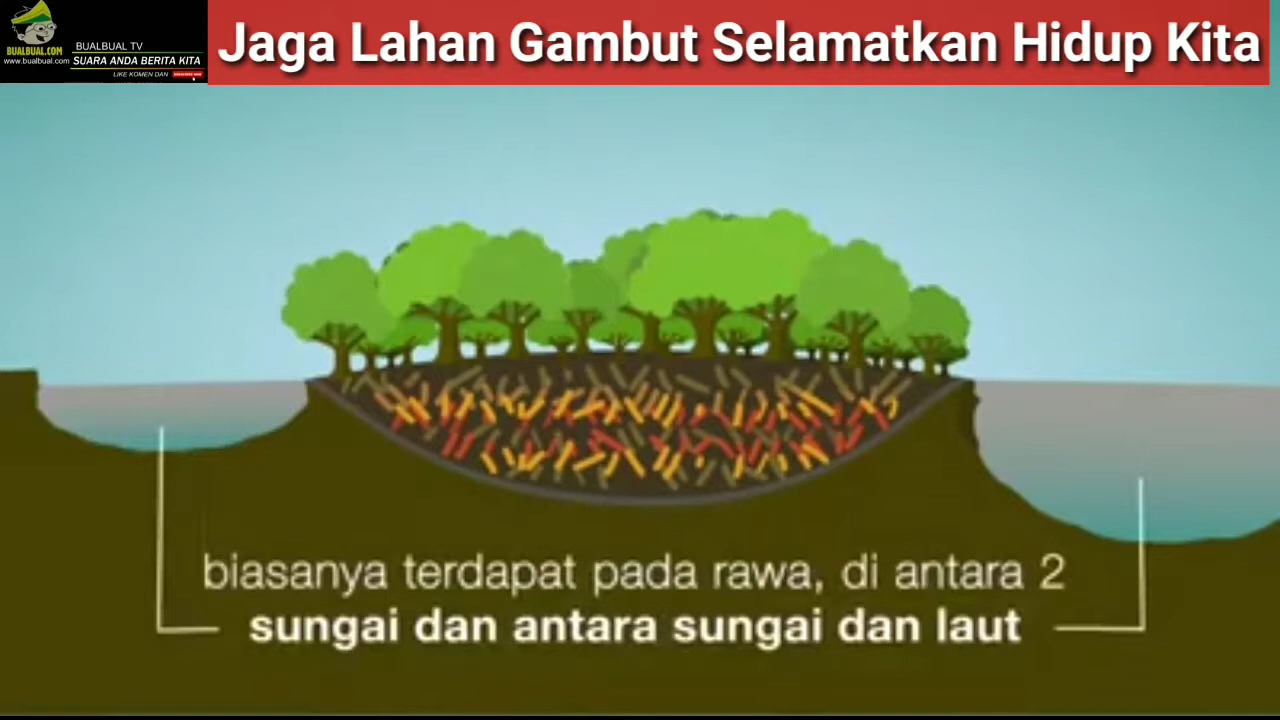 Jaga Lahan Gambut Selamatkan Hidup Kita
BUALBUAL.COM
www.bualbual.com
BUALBUAL TV
SUARA ANDA BERITA KITA
LIKE KOMEN DAN
biasanya terdapat pada rawa, di antara 2
sungai dan antara sungai dan laut